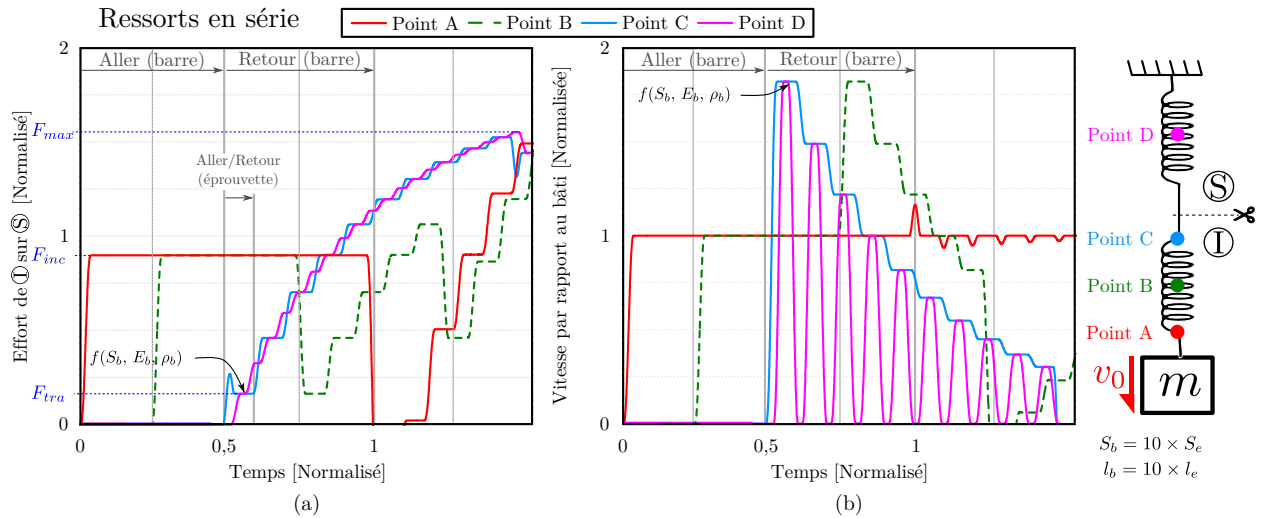 Ressorts en série
Point A Point B Point C Point D
Effort de Ⓘ sur Ⓢ [Normalisé]
2
1
0
F_max
F_inc
F_tra
Aller (barre) Retour (barre)
Aller/Retour
(éprouvette)
f(S_b, E_b, ρ_b)
0 0,5 1
Temps [Normalisé]
(a)
Vitesse par rapport au bâti [Normalisée]
2
1
0
Aller (barre) Retour (barre)
f(S_b, E_b, ρ_b)
0 0,5 1
Temps [Normalisé]
(b)
Point D
Ⓢ
Point C Ⓘ
Point B
Point A
v_0 m
S_b = 10 × S_e
l_b = 10 × l_e